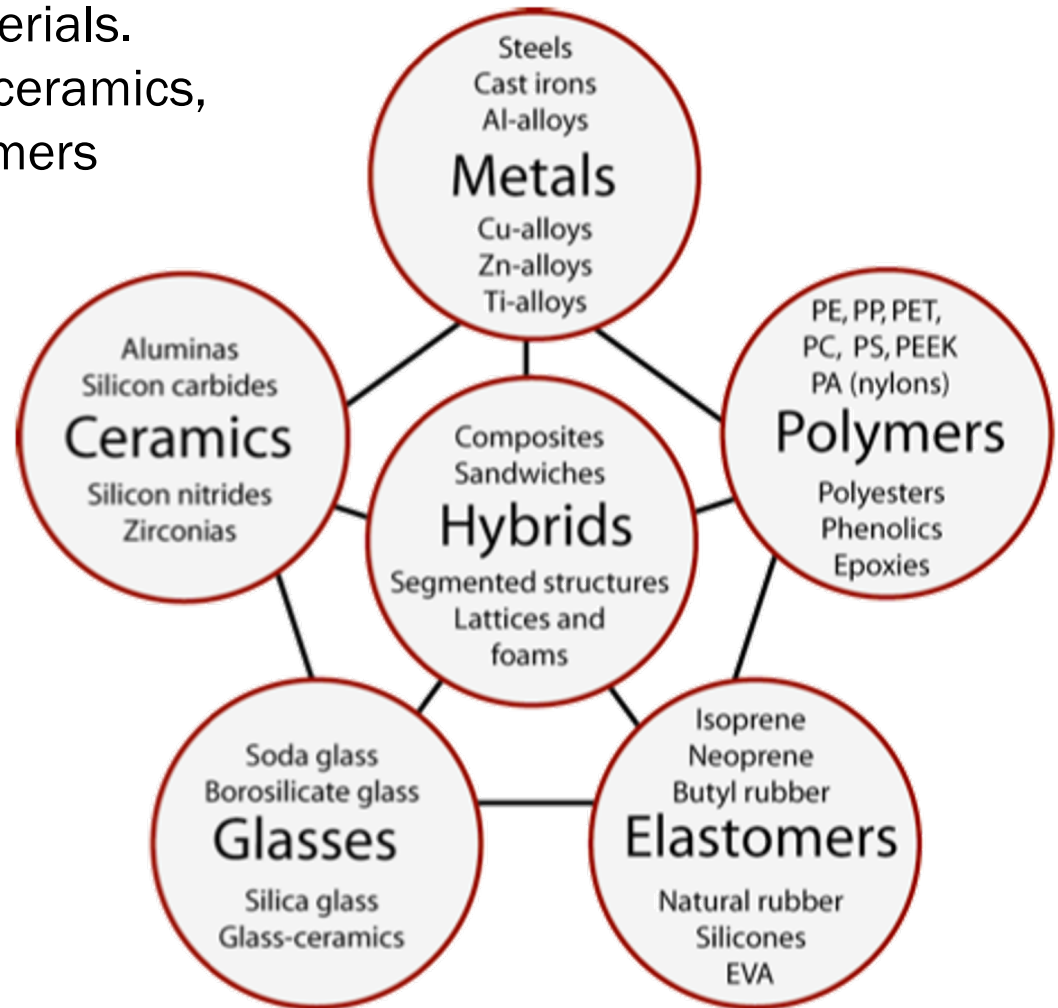 erials.
ceramics,
mers
Steels
Cast irons
Al-alloys
Metals
Cu-alloys
Zn-alloys
Ti-alloys
Aluminas
Silicon carbides
Ceramics
Silicon nitrides
Zirconias
PE, PP, PET,
PC, PS, PEEK
PA (nylons)
Polymers
Polyesters
Phenolics
Epoxies
Composites
Sandwiches
Hybrids
Segmented structures
Lattices and
foams
Soda glass
Borosilicate glass
Glasses
Silica glass
Glass-ceramics
Isoprene
Neoprene
Butyl rubber
Elastomers
Natural rubber
Silicones
EVA